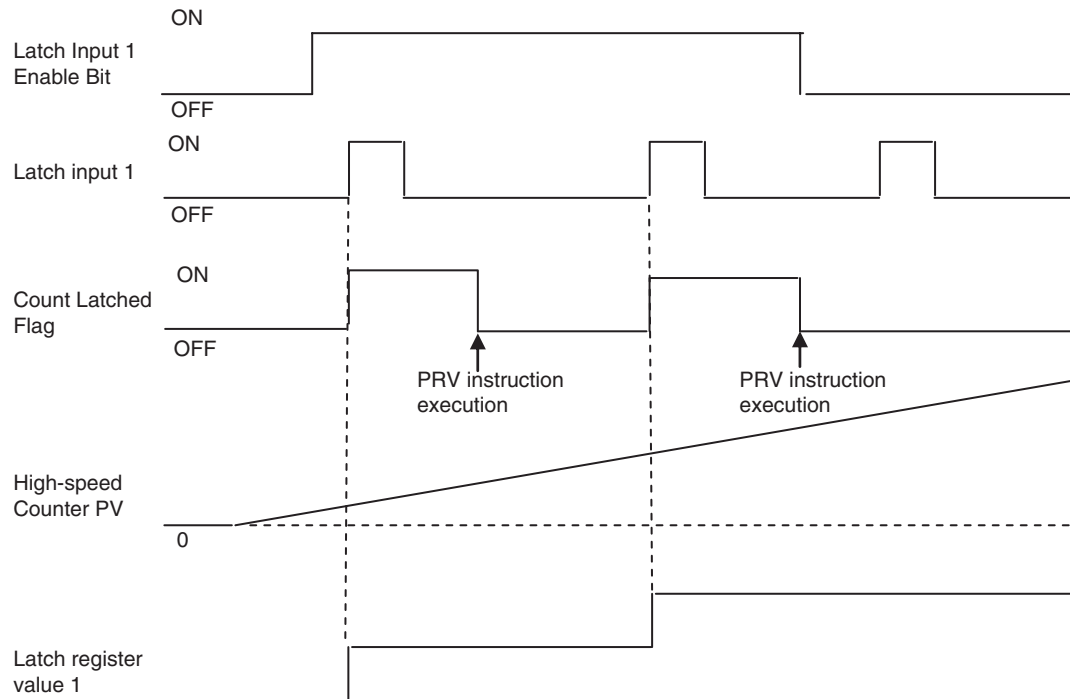 ON
Latch Input 1
Enable Bit
OFF
ON
Latch input 1
OFF
ON
Count Latched
Flag
OFF
PRV instruction
execution
PRV instruction
execution
High-speed
Counter PV
0
Latch register
value 1